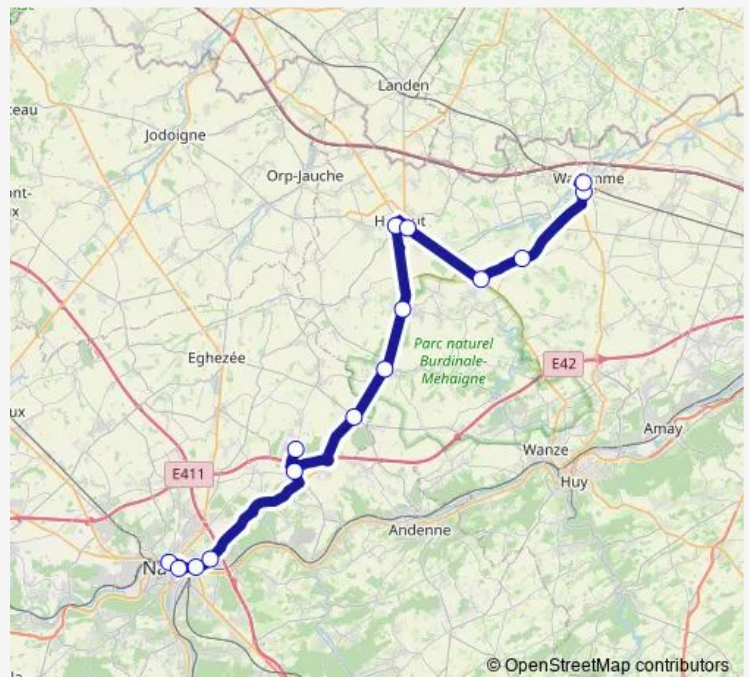 Landen
Jodoigne
Orp-Jauche
Parc naturel
Burdinale-
Mehaigne
E42
Eghezée
Amay
Wanze
Huy
E411
Andenne
© OpenStreetMap contributors